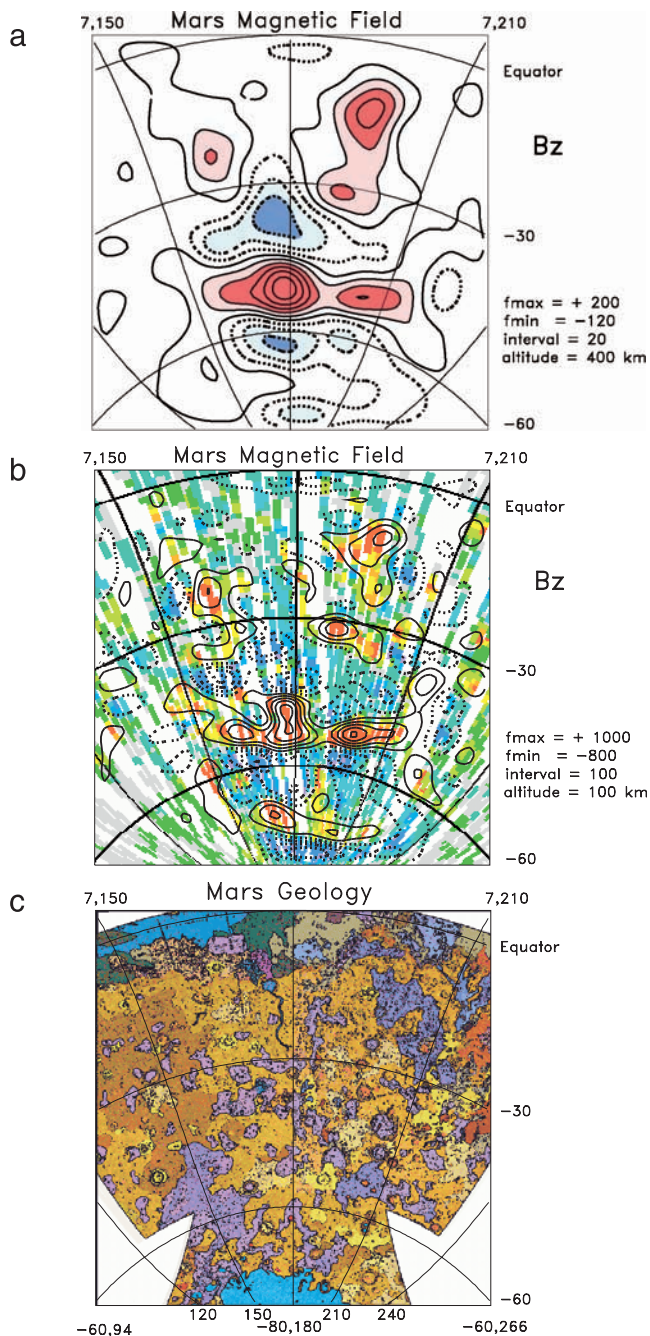 a
Mars Magnetic Field
7,150
7,210
Equator
Bz
-30
fmax = + 200
fmin = -120
interval = 20
altitude = 400 km
-60
b
Mars Magnetic Field
7,150
7,210
Equator
Bz
-30
fmax = + 1000
fmin = -800
interval = 100
altitude = 100 km
-60
c
Mars Geology
7,150
7,210
Equator
-30
-60
120 150 210 240
-60,94 -80,180 -60,266